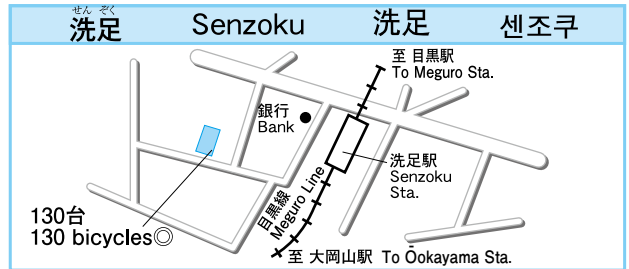 せん ぞく
洗足 Senzoku 洗足 센조쿠
至 目黒駅
To Meguro Sta.
銀行
Bank
洗足駅
Senzoku
Sta.
目黒線
Meguro Line
130台
130 bicycles◎
至 大岡山駅 To Ōokayama Sta.